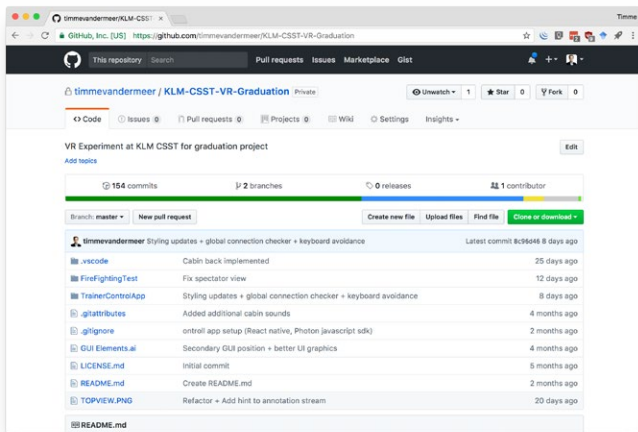 timmevandermeer/KLM-CSST-
Timme
GitHub, Inc. [US] https://github.com/timmevandermeer/KLM-CSST-VR-Graduation
This repository Search Pull requests Issues Marketplace Gist
timmevandermeer / KLM-CSST-VR-Graduation Private Unwatch 1 Star 0 Fork 0
Code Issues 0 Pull requests 0 Projects 0 Wiki Settings Insights
VR Experiment at KLM CSST for graduation project Edit
Add topics
154 commits 2 branches 0 releases 1 contributor
Branch: master New pull request Create new file Upload files Find file Clone or download
timmevandermeer Styling updates + global connection checker + keyboard avoidance Latest commit 8c96d46 8 days ago
.vscode Cabin back implemented 25 days ago
FireFightingTest Fix spectator view 12 days ago
TrainerControlApp Styling updates + global connection checker + keyboard avoidance 8 days ago
.gitattributes Added additional cabin sounds 4 months ago
.gitignore ontroll app setup (React native, Photon javascript sdk) 2 months ago
GUI Elements.ai Secondary GUI position + better UI graphics 4 months ago
LICENSE.md Initial commit 5 months ago
README.md Create README.md 2 months ago
TOPVIEW.PNG Refactor + Add hint to annotation stream 20 days ago
README.md